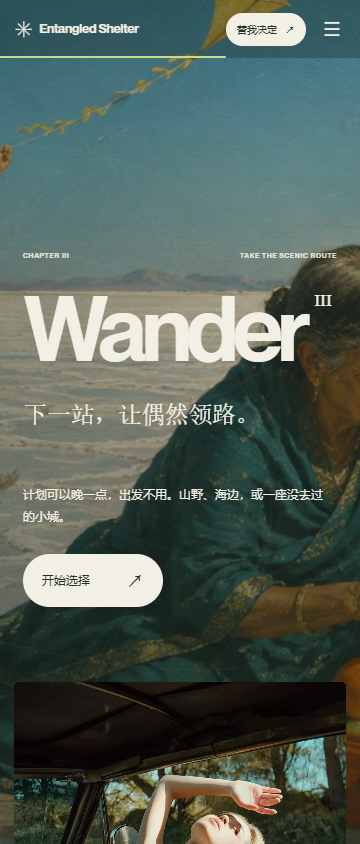 Entangled Shelter
替我决定 ↗
CHAPTER III
TAKE THE SCENIC ROUTE
Wander III
下一站，让偶然领路。
计划可以晚一点，出发不用。山野、海边，或一座没去过
的小城。
开始选择 ↗